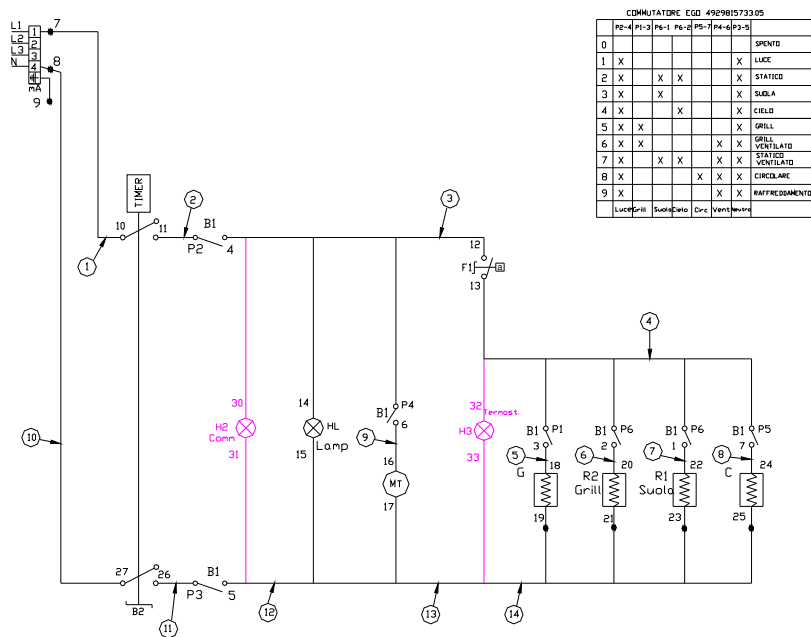 COMMUTATORE EGO 4929815733.05
P2-4 P1-3 P6-1 P6-2 P5-7 P4-6 P3-5
0 SPENTO
1 X X LUCE
2 X X X X STATICO
3 X X X SUOLA
4 X X X CIELO
5 X X X GRILL
6 X X X X GRILL VENTILATO
7 X X X X X STATICO VENTILATO
8 X X X X CIRCOLARE
9 X X X RAFFREDDAMENTO
Luce Grill Suola Cielo Circ Vent Neutro
L1 1 7
L2 2
L3 3
N 4 8
mA
9
TIMER
2
3
10 11 B1
P2 4
1
12
F1
13
4
30 14 P4 32 Termost.
B1
6
H2 HL H3
Comm Lamp
31 15 33
10
9
16
MT
17
B1 P1 B1 P6 B1 P6 B1 P5
3 2 1 7
5 18 6 20 7 22 8 24
G R2 R1 C
Grill Suola
19 21 23 25
27 26 B1
P3 5
B2
11
12
13
14